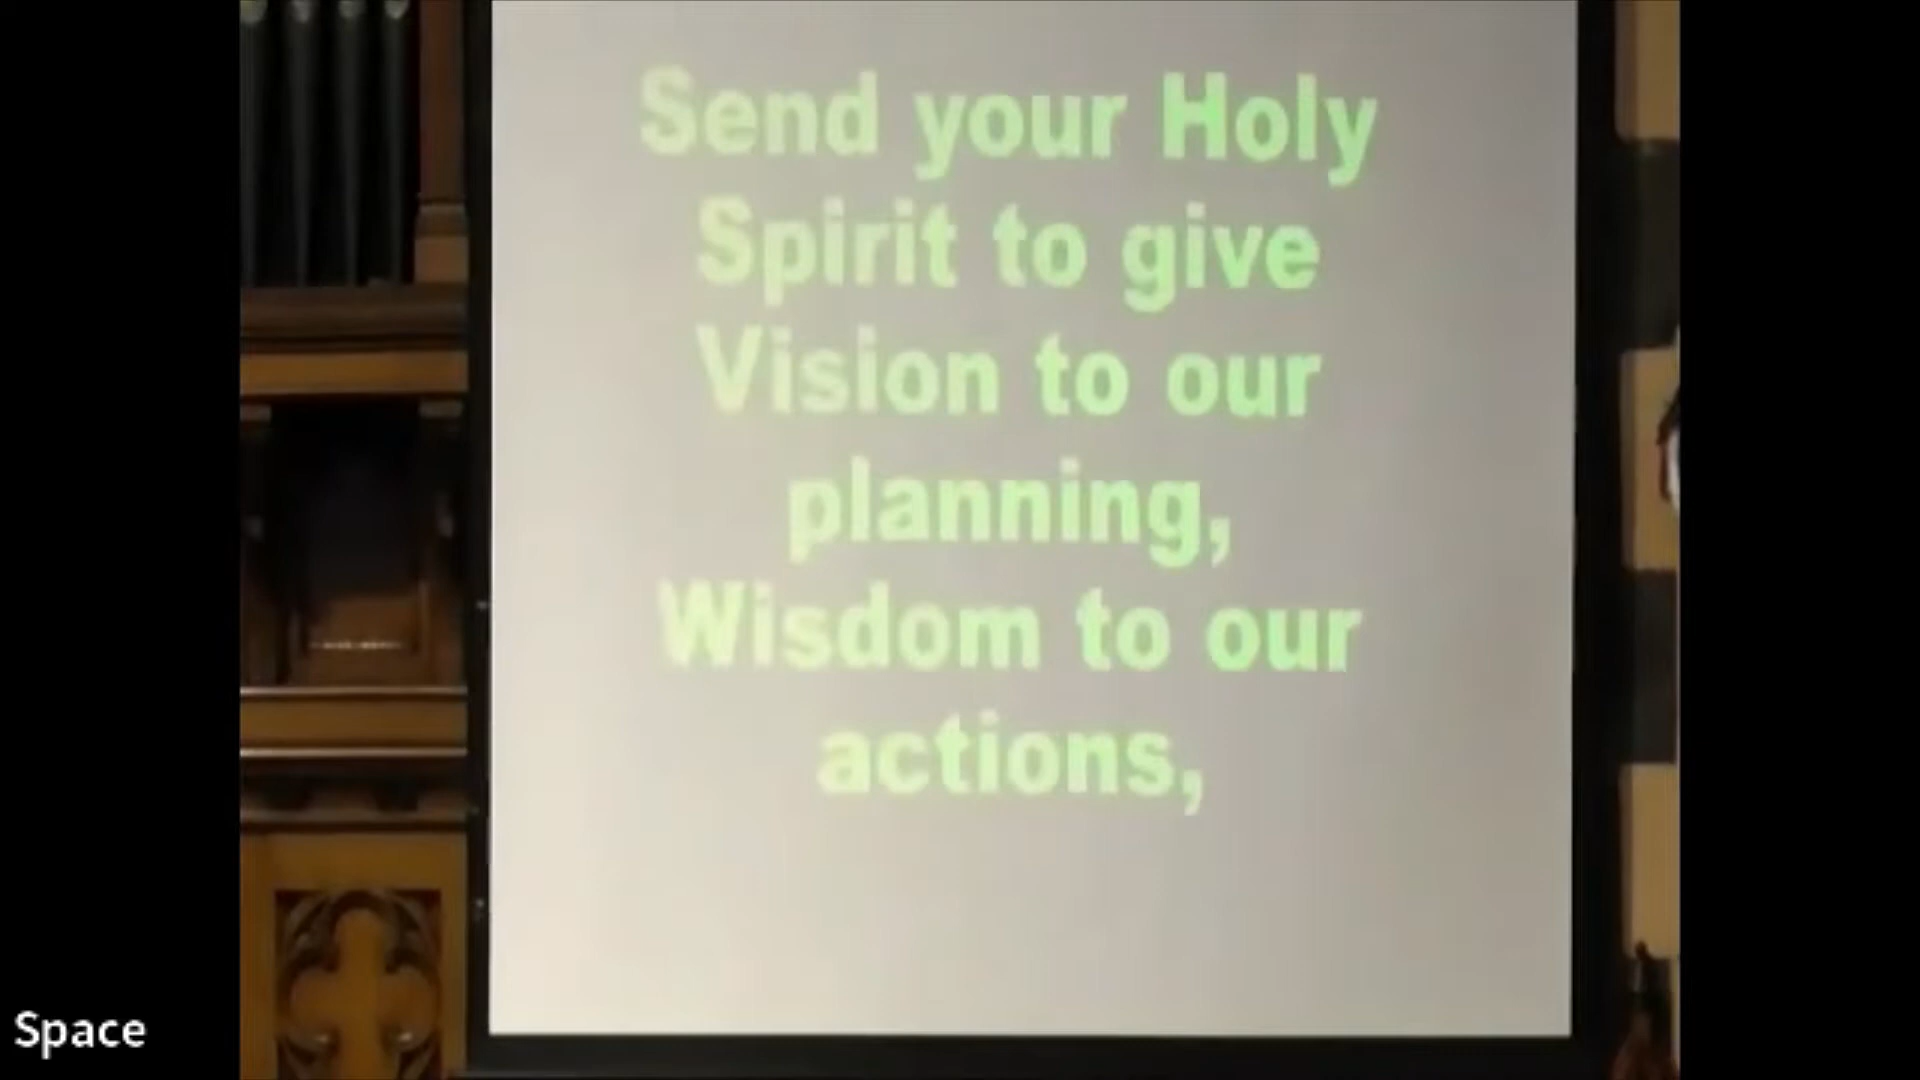 Send your Holy
Spirit to give
Vision to our
planning,
Wisdom to our
actions,
Space